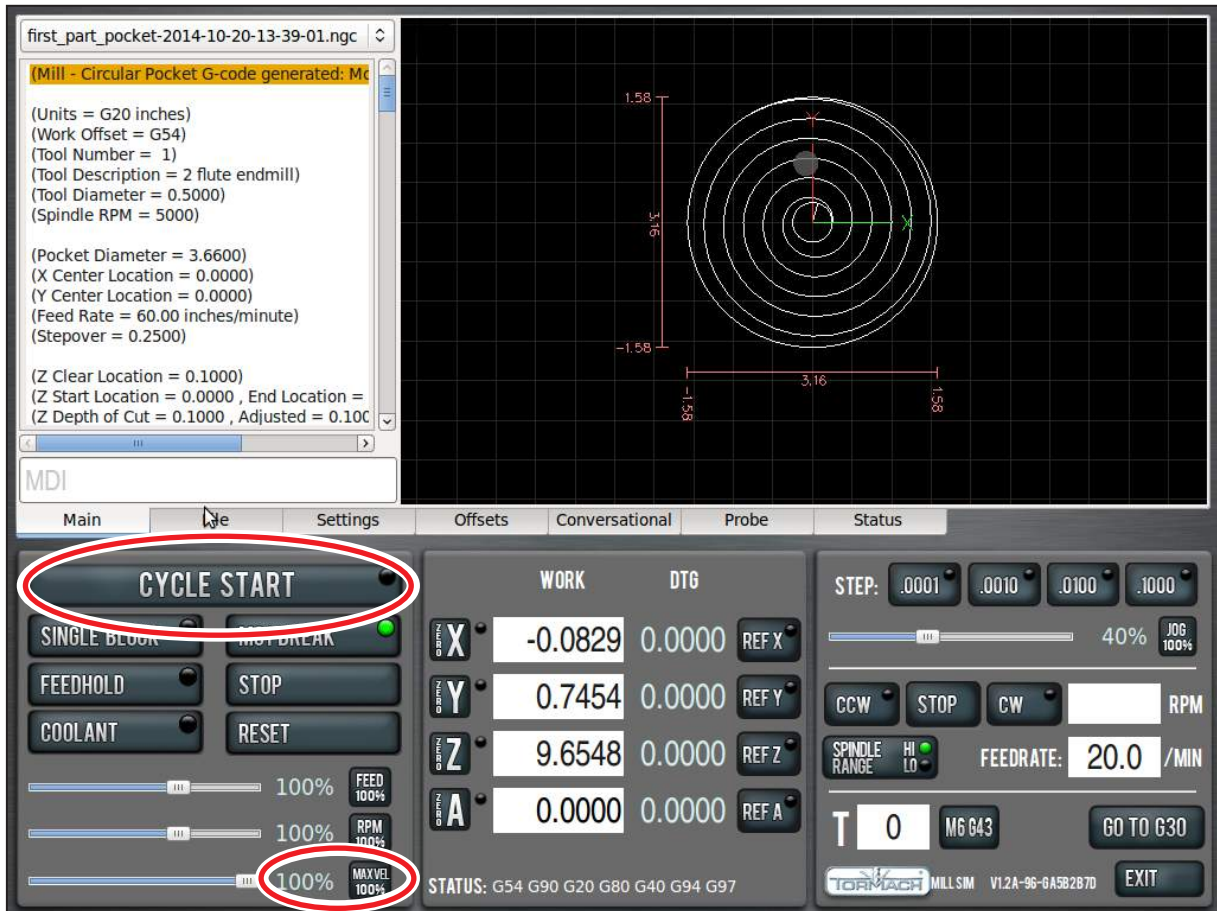 first_part_pocket-2014-10-20-13-39-01.ngc
(Mill - Circular Pocket G-code generated: Mo
(Units = G20 inches)
(Work Offset = G54)
(Tool Number = 1)
(Tool Description = 2 flute endmill)
(Tool Diameter = 0.5000)
(Spindle RPM = 5000)
(Pocket Diameter = 3.6600)
(X Center Location = 0.0000)
(Y Center Location = 0.0000)
(Feed Rate = 60.00 inches/minute)
(Stepover = 0.2500)
(Z Clear Location = 0.1000)
(Z Start Location = 0.0000 , End Location =
(Z Depth of Cut = 0.1000 , Adjusted = 0.100
MDI
1.58
3.16
-1.58
Y
X
3.16
-1.58
1.58
Main Settings Offsets Conversational Probe Status
CYCLE START
SINGLE BLOCK BREAK
FEEDHOLD STOP
COOLANT RESET
100% FEED 100%
100% RPM 100%
100% MAXVEL 100%
WORK DTG
ZERO X -0.0829 0.0000 REF X
ZERO Y 0.7454 0.0000 REF Y
ZERO Z 9.6548 0.0000 REF Z
ZERO A 0.0000 0.0000 REF A
STATUS: G54 G90 G20 G80 G40 G94 G97
STEP: .0001 .0010 .0100 .1000
40% JOG 100%
CCW STOP CW RPM
SPINDLE RANGE HI LO FEEDRATE: 20.0 /MIN
T 0 M6 G43 GO TO G30
TORMACH MILL SIM V1.2A-96-GA5B2B7D EXIT